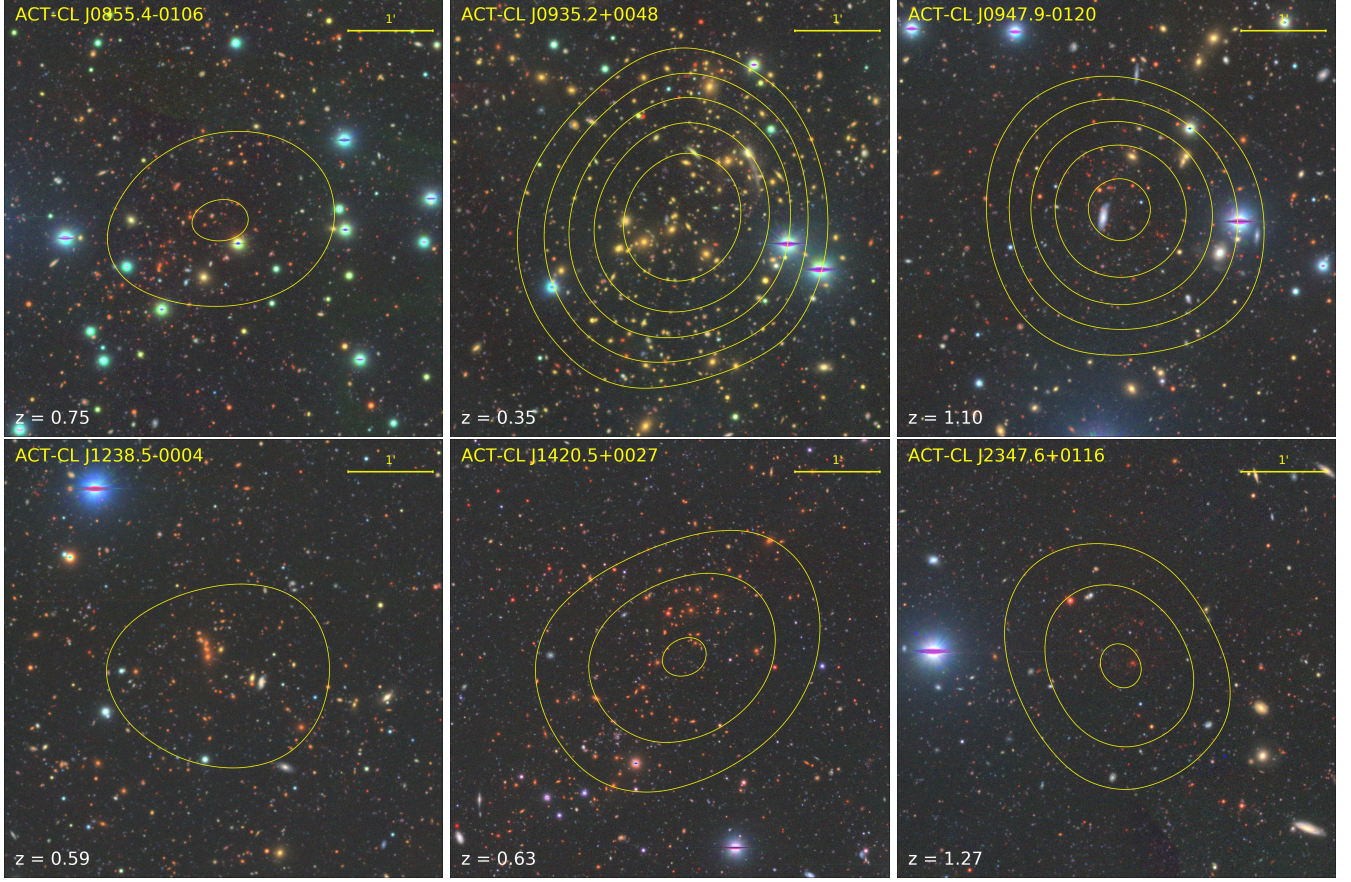 ACT-CL J0855.4-0106
1'
z = 0.75
ACT-CL J0935.2+0048
1'
z = 0.35
ACT-CL J0947.9-0120
1'
z = 1.10
ACT-CL J1238.5-0004
1'
z = 0.59
ACT-CL J1420.5+0027
1'
z = 0.63
ACT-CL J2347.6+0116
1'
z = 1.27